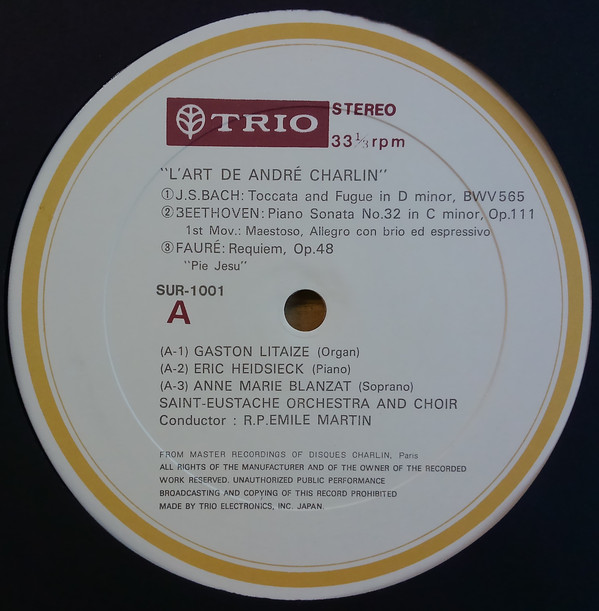 TRIO STEREO
33 1/3 rpm
"L'ART DE ANDRÉ CHARLIN"
① J.S.BACH: Toccata and Fugue in D minor, BWV565
② BEETHOVEN: Piano Sonata No.32 in C minor, Op.111
1st Mov.: Maestoso, Allegro con brio ed espressivo
③ FAURÉ: Requiem, Op.48
"Pie Jesu"
SUR-1001
A
(A-1) GASTON LITAIZE (Organ)
(A-2) ERIC HEIDSIECK (Piano)
(A-3) ANNE MARIE BLANZAT (Soprano)
SAINT-EUSTACHE ORCHESTRA AND CHOIR
Conductor : R.P.EMILE MARTIN
FROM MASTER RECORDINGS OF DISQUES CHARLIN, Paris
ALL RIGHTS OF THE MANUFACTURER AND OF THE OWNER OF THE RECORDED
WORK RESERVED. UNAUTHORIZED PUBLIC PERFORMANCE
BROADCASTING AND COPYING OF THIS RECORD PROHIBITED
MADE BY TRIO ELECTRONICS, INC. JAPAN.